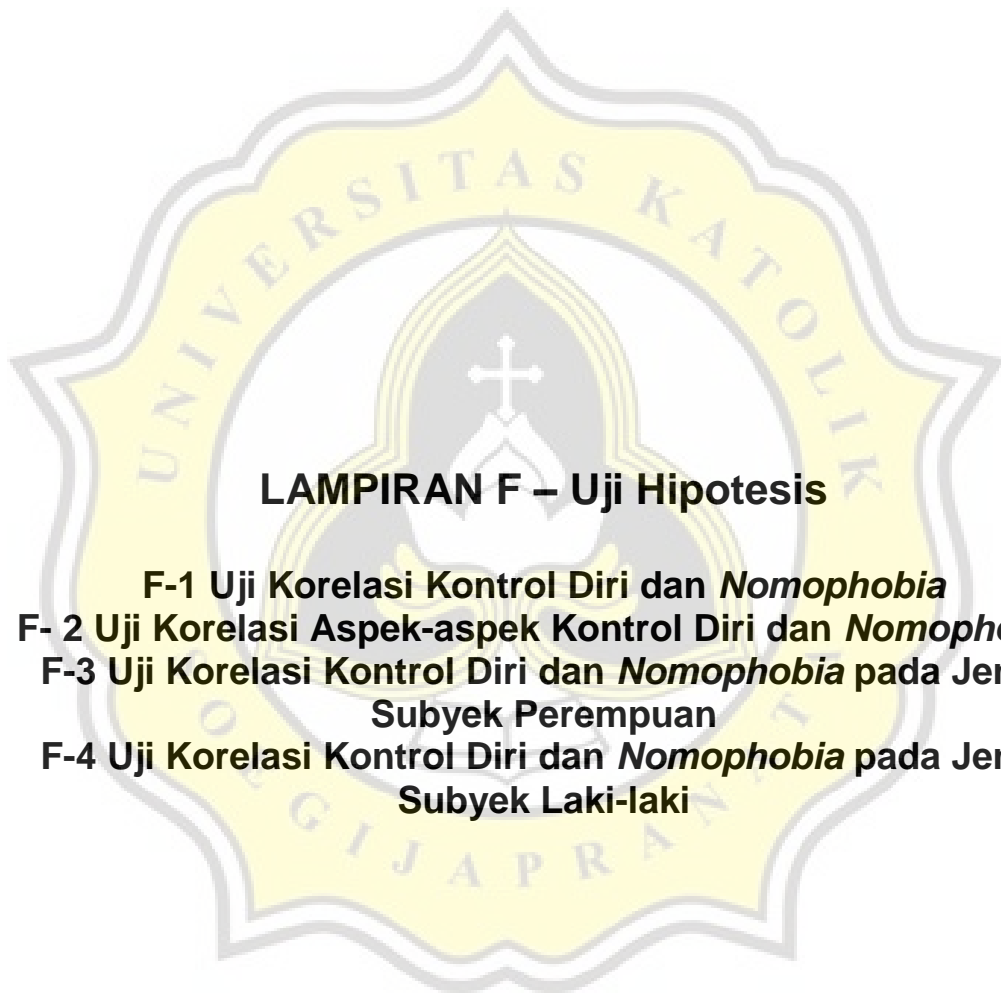 UNIVERSITAS KATOLIK
LAMPIRAN F – Uji Hipotesis
F-1 Uji Korelasi Kontrol Diri dan Nomophobia
F- 2 Uji Korelasi Aspek-aspek Kontrol Diri dan
F-3 Uji Korelasi Kontrol Diri dan Nomophobia pada
Subyek Perempuan
F-4 Uji Korelasi Kontrol Diri dan Nomophobia pada
Subyek Laki-laki
SOEGIJAPRANATA